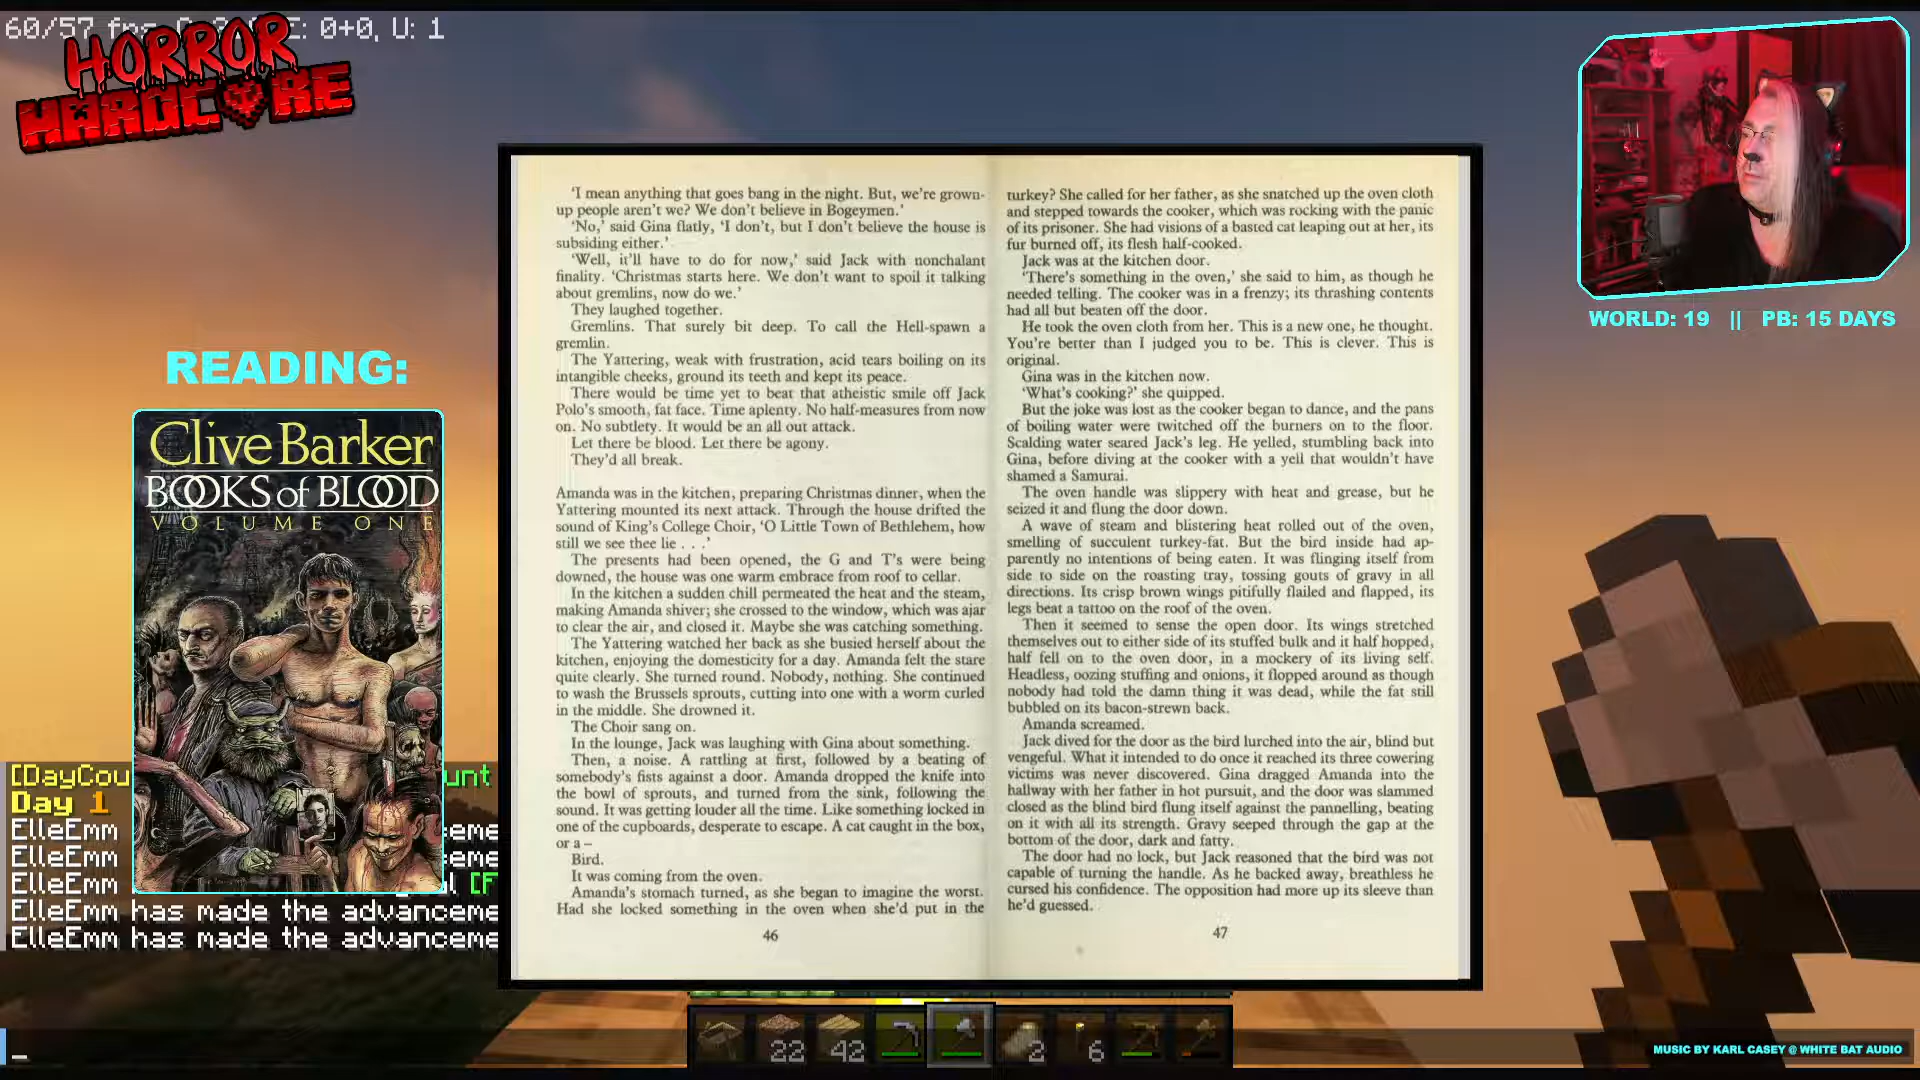 60/57 fps
E: 0+0, U: 1
HORROR
HARDCORE
WORLD: 19 || PB: 15 DAYS
READING:
Clive Barker
BOOKS of BLOOD
VOLUME ONE
[DayCou
unt
Day 1
ElleEmm
ElleEmm
ElleEmm
ElleEmm has made the advanceme
ElleEmm has made the advanceme
‘I mean anything that goes bang in the night. But, we’re grown-
up people aren’t we? We don’t believe in Bogeymen.’
‘No,’ said Gina flatly, ‘I don’t, but I don’t believe the house is
subsiding either.’
‘Well, it’ll have to do for now,’ said Jack with nonchalant
finality. ‘Christmas starts here. We don’t want to spoil it talking
about gremlins, now do we.’
They laughed together.
Gremlins. That surely bit deep. To call the Hell-spawn a
gremlin.
The Yattering, weak with frustration, acid tears boiling on its
intangible cheeks, ground its teeth and kept its peace.
There would be time yet to beat that atheistic smile off Jack
Polo’s smooth, fat face. Time aplenty. No half-measures from now
on. No subtlety. It would be an all out attack.
Let there be blood. Let there be agony.
They’d all break.
Amanda was in the kitchen, preparing Christmas dinner, when the
Yattering mounted its next attack. Through the house drifted the
sound of King’s College Choir, ‘O Little Town of Bethlehem, how
still we see thee lie . . .’
The presents had been opened, the G and T’s were being
downed, the house was one warm embrace from roof to cellar.
In the kitchen a sudden chill permeated the heat and the steam,
making Amanda shiver; she crossed to the window, which was ajar
to clear the air, and closed it. Maybe she was catching something.
The Yattering watched her back as she busied herself about the
kitchen, enjoying the domesticity for a day. Amanda felt the stare
quite clearly. She turned round. Nobody, nothing. She continued
to wash the Brussels sprouts, cutting into one with a worm curled
in the middle. She drowned it.
The Choir sang on.
In the lounge, Jack was laughing with Gina about something.
Then, a noise. A rattling at first, followed by a beating of
somebody’s fists against a door. Amanda dropped the knife into
the bowl of sprouts, and turned from the sink, following the
sound. It was getting louder all the time. Like something locked in
one of the cupboards, desperate to escape. A cat caught in the box,
or a –
Bird.
It was coming from the oven.
Amanda’s stomach turned, as she began to imagine the worst.
Had she locked something in the oven when she’d put in the
46
turkey? She called for her father, as she snatched up the oven cloth
and stepped towards the cooker, which was rocking with the panic
of its prisoner. She had visions of a basted cat leaping out at her, its
fur burned off, its flesh half-cooked.
Jack was at the kitchen door.
‘There’s something in the oven,’ she said to him, as though he
needed telling. The cooker was in a frenzy; its thrashing contents
had all but beaten off the door.
He took the oven cloth from her. This is a new one, he thought.
You’re better than I judged you to be. This is clever. This is
original.
Gina was in the kitchen now.
‘What’s cooking?’ she quipped.
But the joke was lost as the cooker began to dance, and the pans
of boiling water were twitched off the burners on to the floor.
Scalding water seared Jack’s leg. He yelled, stumbling back into
Gina, before diving at the cooker with a yell that wouldn’t have
shamed a Samurai.
The oven handle was slippery with heat and grease, but he
seized it and flung the door down.
A wave of steam and blistering heat rolled out of the oven,
smelling of succulent turkey-fat. But the bird inside had ap-
parently no intentions of being eaten. It was flinging itself from
side to side on the roasting tray, tossing gouts of gravy in all
directions. Its crisp brown wings pitifully flailed and flapped, its
legs beat a tattoo on the roof of the oven.
Then it seemed to sense the open door. Its wings stretched
themselves out to either side of its stuffed bulk and it half hopped,
half fell on to the oven door, in a mockery of its living self.
Headless, oozing stuffing and onions, it flopped around as though
nobody had told the damn thing it was dead, while the fat still
bubbled on its bacon-strewn back.
Amanda screamed.
Jack dived for the door as the bird lurched into the air, blind but
vengeful. What it intended to do once it reached its three cowering
victims was never discovered. Gina dragged Amanda into the
hallway with her father in hot pursuit, and the door was slammed
closed as the blind bird flung itself against the pannelling, beating
on it with all its strength. Gravy seeped through the gap at the
bottom of the door, dark and fatty.
The door had no lock, but Jack reasoned that the bird was not
capable of turning the handle. As he backed away, breathless he
cursed his confidence. The opposition had more up its sleeve than
he’d guessed.
47
22
42
2
6
MUSIC BY KARL CASEY @ WHITE BAT AUDIO